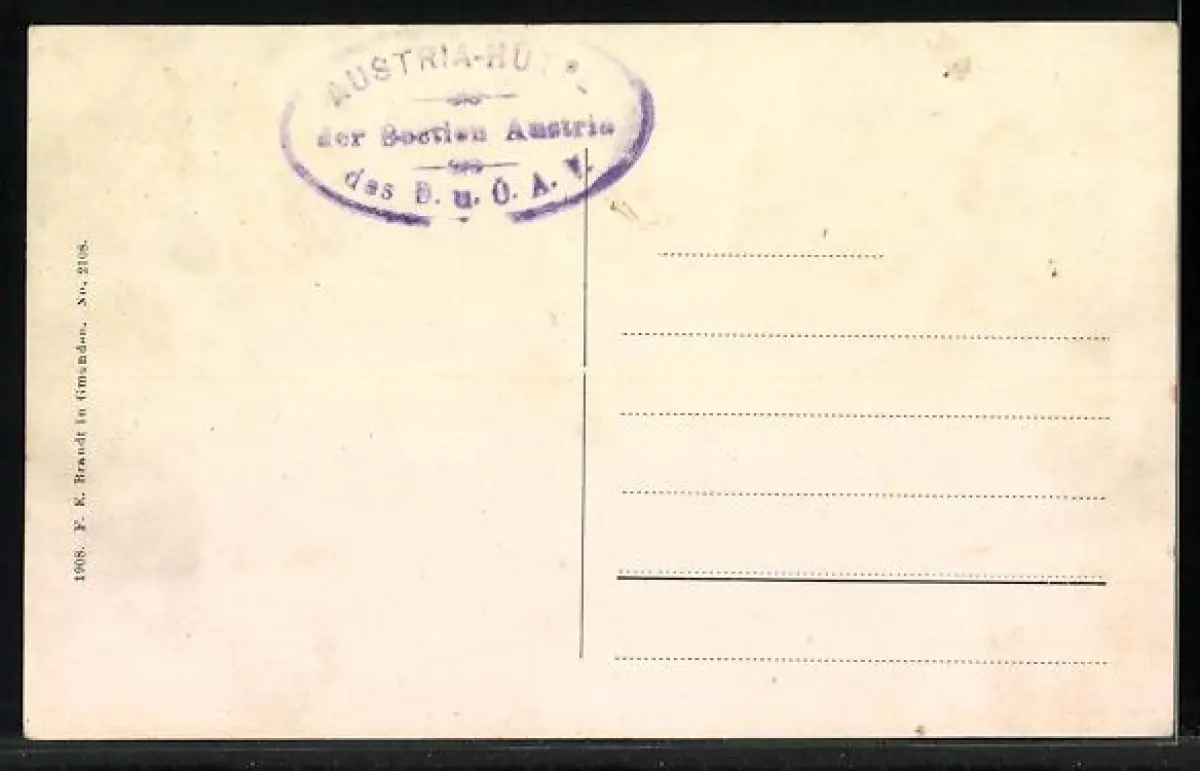 AUSTRIA-HÜTTE
der Section Austria
des D. u. Ö. A. V.
1908. F. E. Brandt in Gmunden. No. 2108.